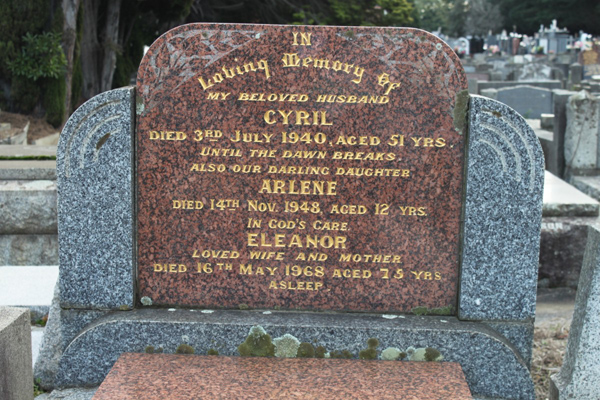 IN
Loving Memory Of
MY BELOVED HUSBAND
CYRIL
DIED 3RD JULY 1940, AGED 51 YRS.
UNTIL THE DAWN BREAKS.
ALSO OUR DARLING DAUGHTER
ARLENE
DIED 14TH NOV. 1948, AGED 12 YRS.
IN GOD'S CARE.
ELEANOR
LOVED WIFE AND MOTHER
DIED 16TH MAY 1968 AGED 75 YRS
ASLEEP.